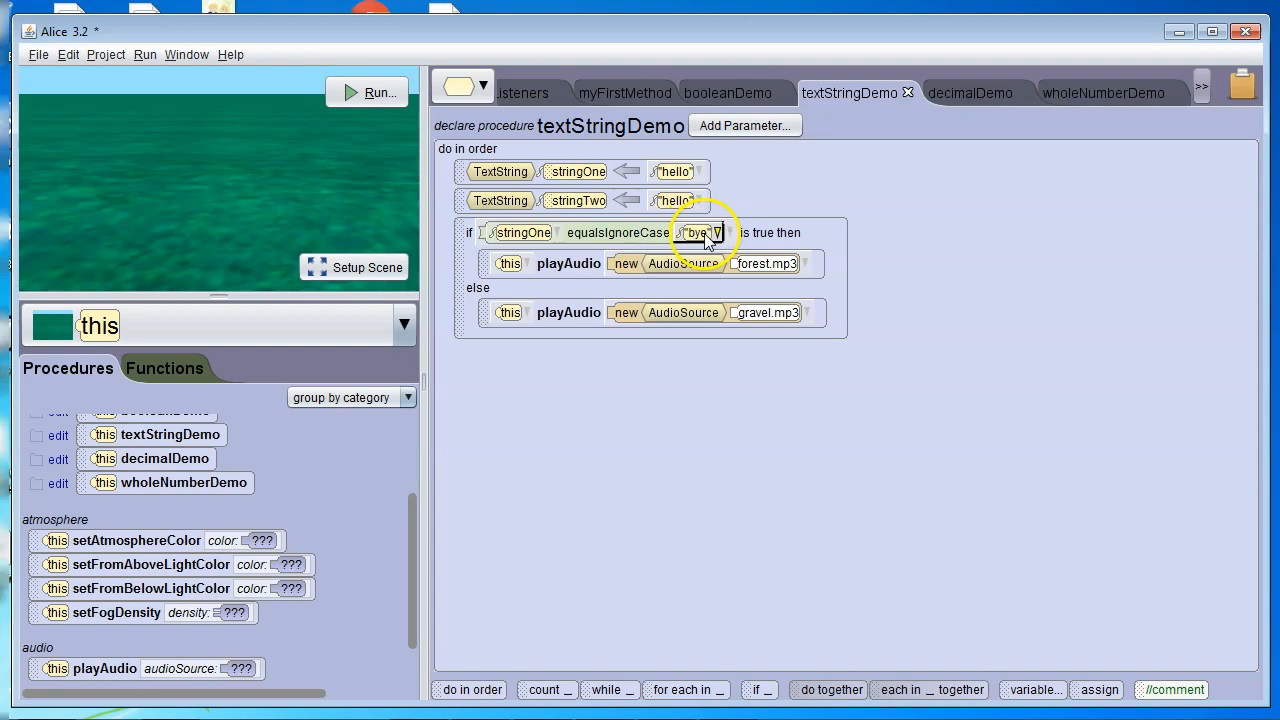 Alice 3.2 *
File Edit Project Run Window Help
Run...
Setup Scene
this
Procedures Functions
group by category
edit this textStringDemo
edit this decimalDemo
edit this wholeNumberDemo
atmosphere
this setAtmosphereColor color: ???
this setFromAboveLightColor color: ???
this setFromBelowLightColor color: ???
this setFogDensity density: ???
audio
this playAudio audioSource: ???
myFirstMethod booleanDemo textStringDemo decimalDemo wholeNumberDemo >>
declare procedure textStringDemo Add Parameter...
do in order
TextString stringOne "hello"
TextString stringTwo "hello"
if stringOne equalsIgnoreCase "bye" is true then
this playAudio new AudioSource forest.mp3
else
this playAudio new AudioSource gravel.mp3
do in order count _ while _ for each in _ if _ do together each in _ together variable... assign //comment